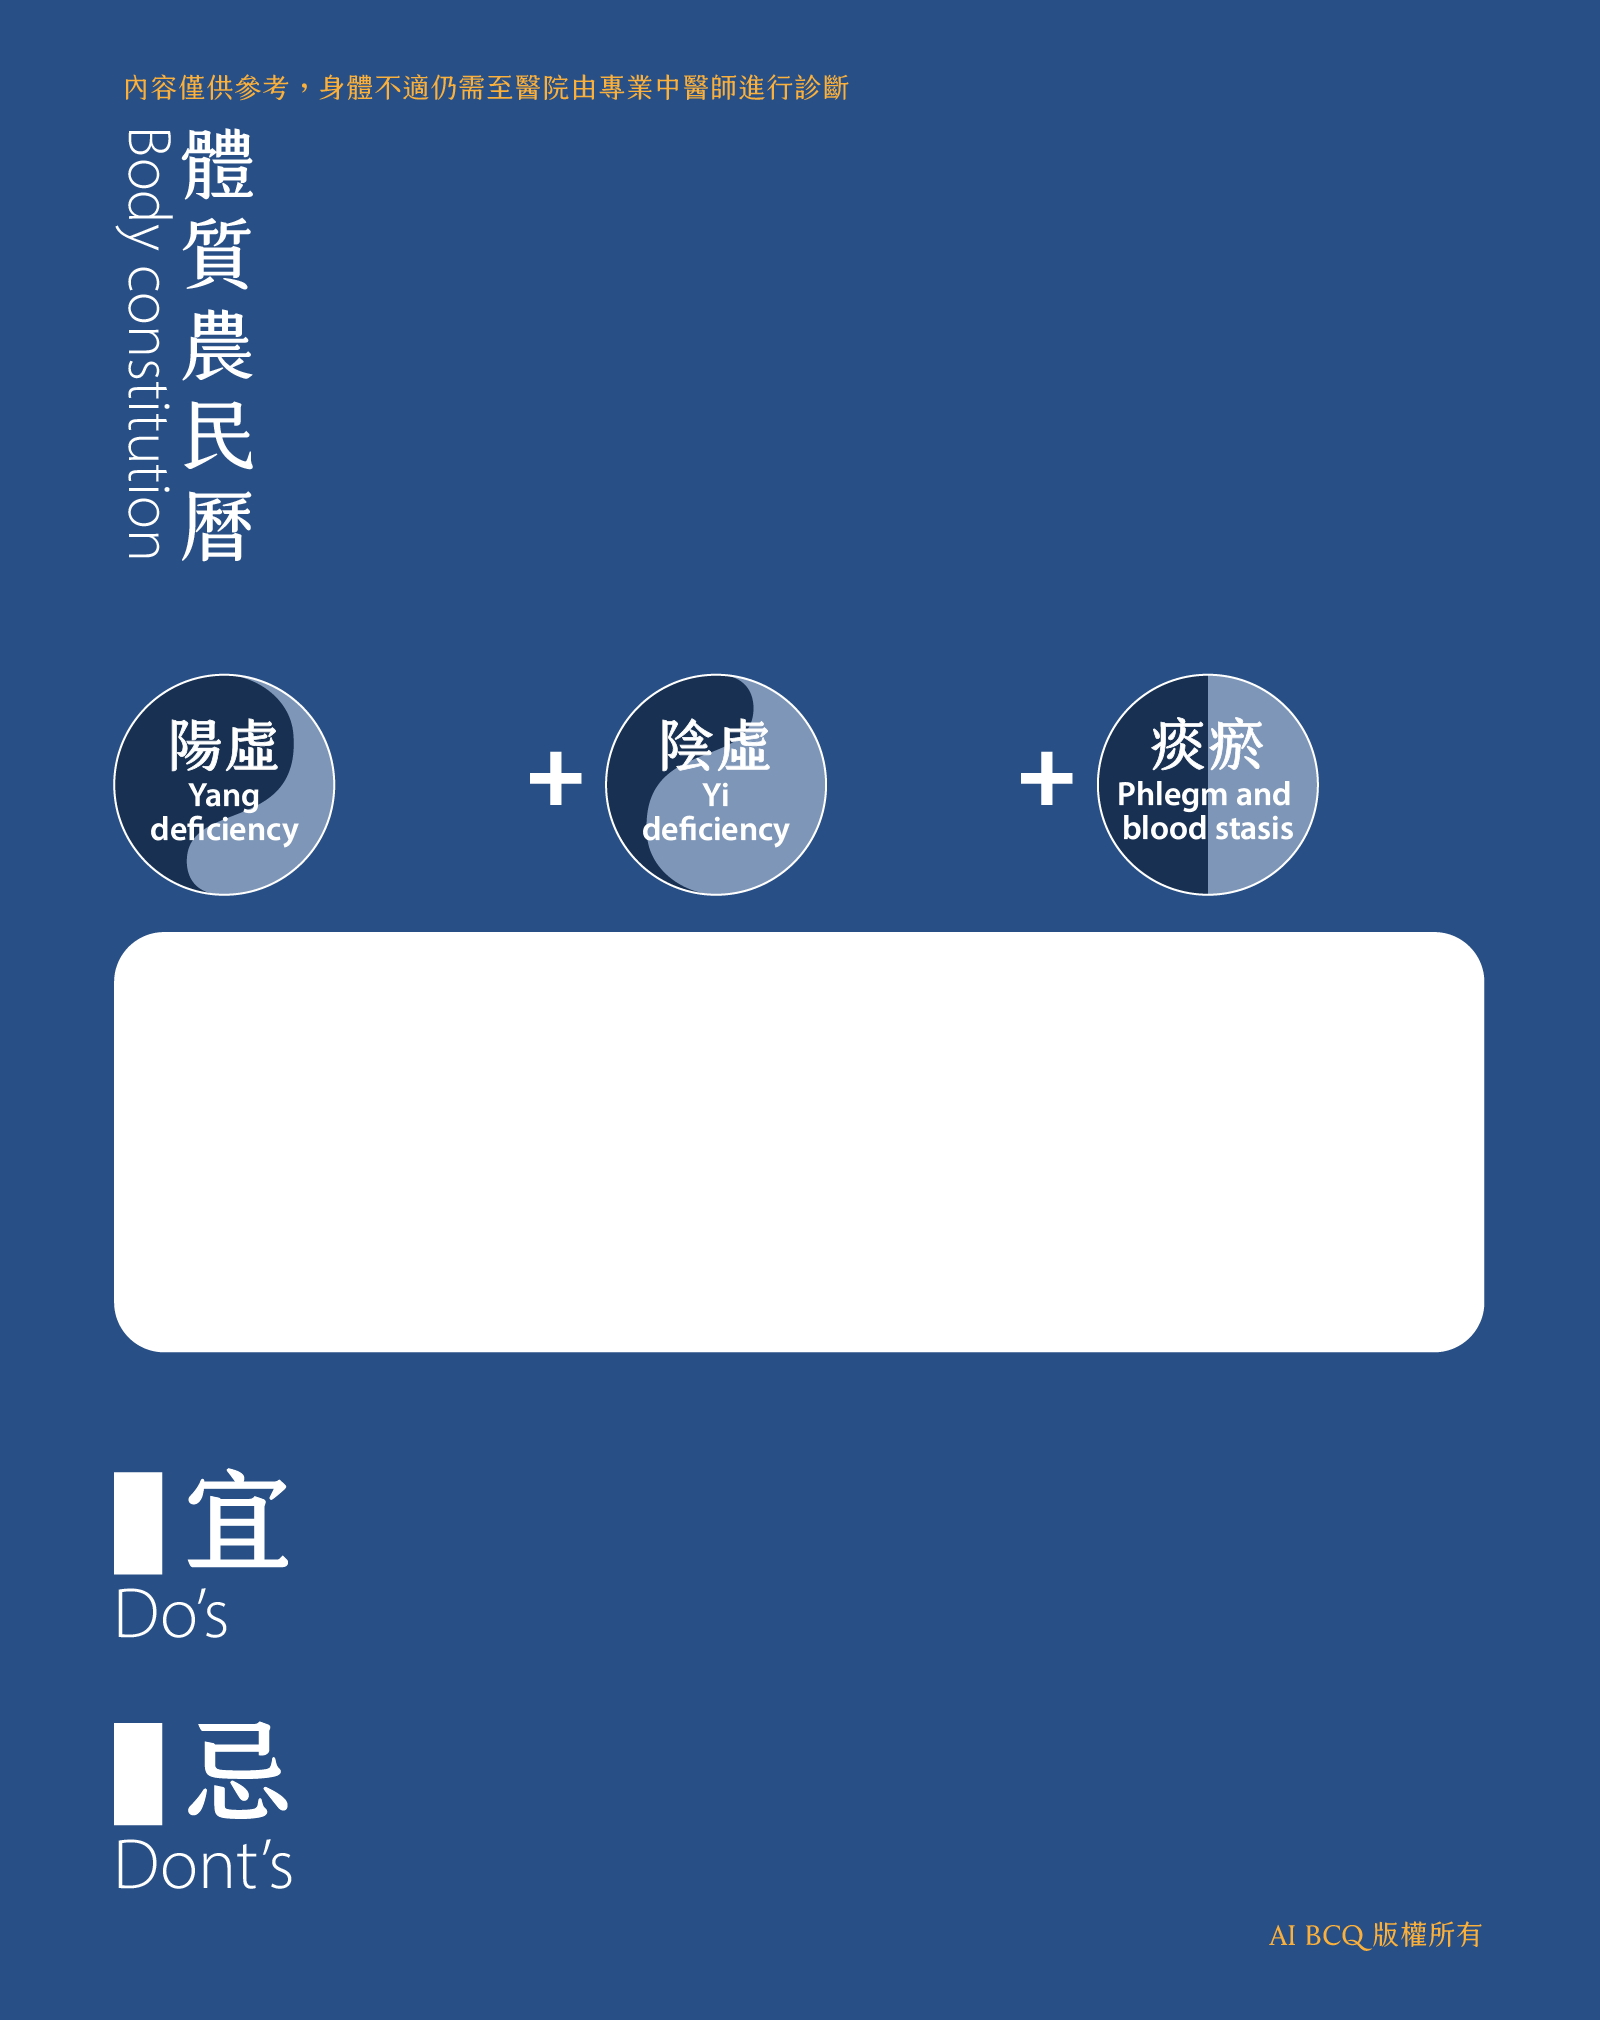 內容僅供參考，身體不適仍需至醫院由專業中醫師進行診斷
體質農民曆
Body constitution
陽虛
Yang
deficiency
+
陰虛
Yi
deficiency
+
痰瘀
Phlegm and
blood stasis
宜
Do’s
忌
Dont’s
AI BCQ 版權所有